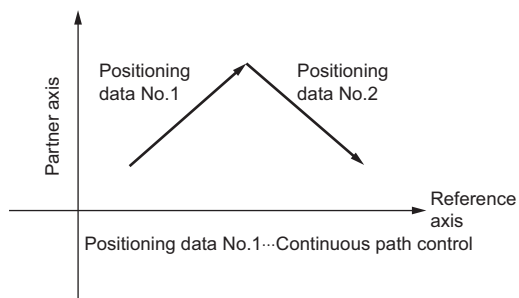 Positioning
data No.1
Positioning
data No.2
Partner axis
Reference
axis
Positioning data No.1···Continuous path control